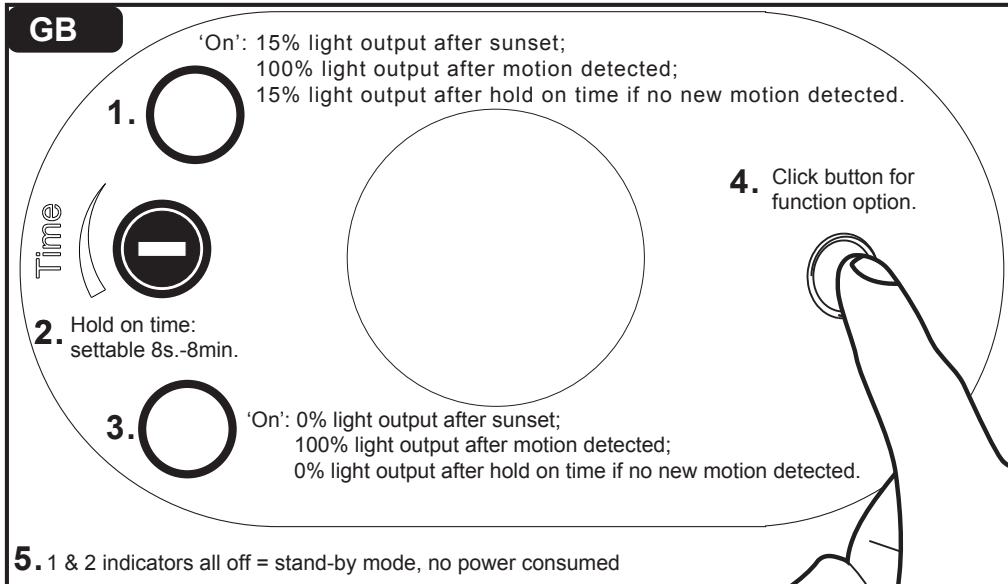 GB
‘On’: 15% light output after sunset;
100% light output after motion detected;
15% light output after hold on time if no new motion detected.
1.
4. Click button for
function option.
Time
2. Hold on time:
settable 8s.-8min.
3.
‘On’: 0% light output after sunset;
100% light output after motion detected;
0% light output after hold on time if no new motion detected.
5. 1 & 2 indicators all off = stand-by mode, no power consumed